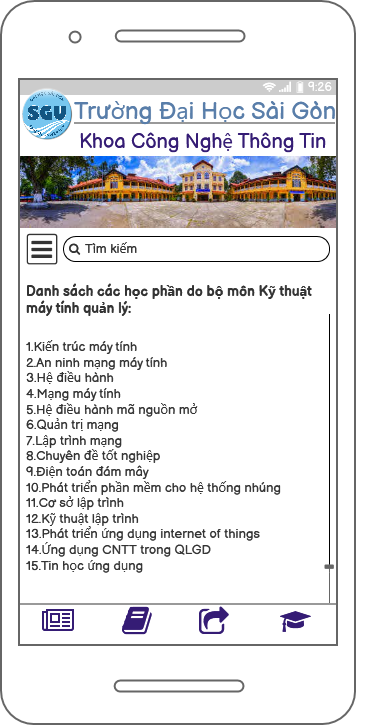 9:26
SGU
Trường Đại Học Sài Gòn
Khoa Công Nghệ Thông Tin
Tìm kiếm
Danh sách các học phần do bộ môn Kỹ thuật
máy tính quản lý:
1.Kiến trúc máy tính
2.An ninh mạng máy tính
3.Hệ điều hành
4.Mạng máy tính
5.Hệ điều hành mã nguồn mở
6.Quản trị mạng
7.Lập trình mạng
8.Chuyên đề tốt nghiệp
9.Điện toán đám mây
10.Phát triển phần mềm cho hệ thống nhúng
11.Cơ sở lập trình
12.Kỹ thuật lập trình
13.Phát triển ứng dụng internet of things
14.Ứng dụng CNTT trong QLGD
15.Tin học ứng dụng